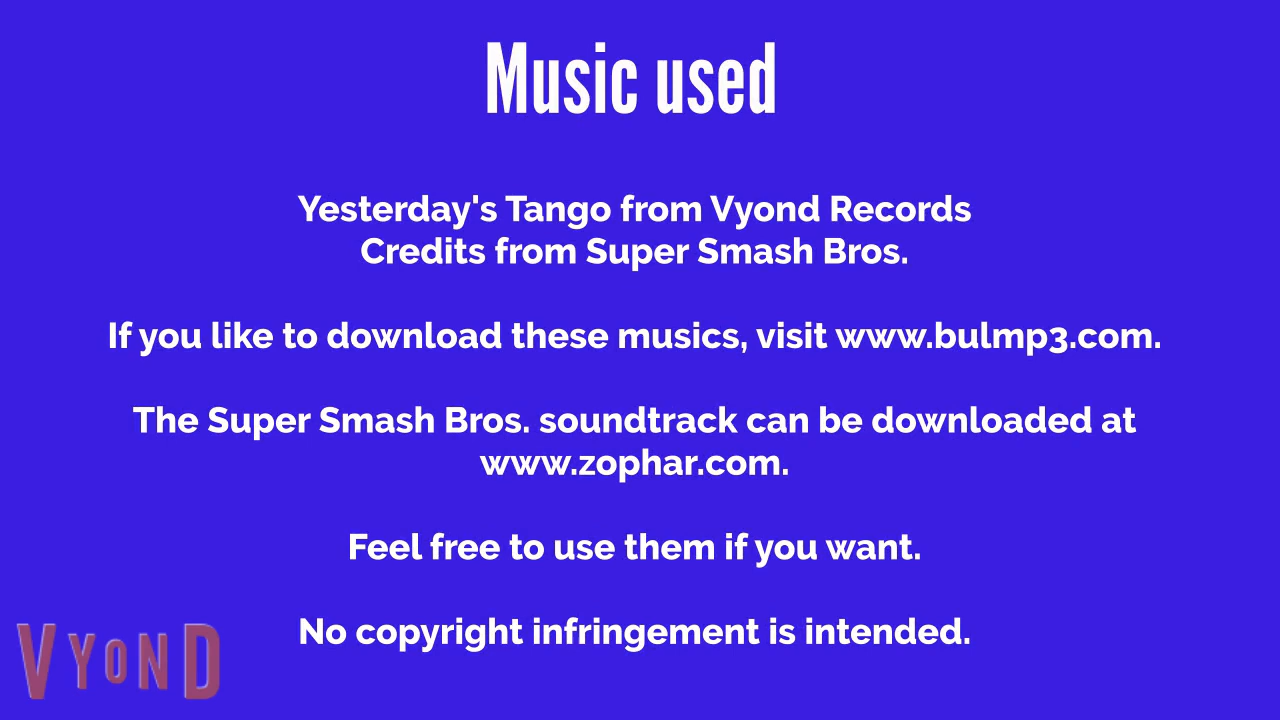 Music used
Yesterday's Tango from Vyond Records
Credits from Super Smash Bros.
If you like to download these musics, visit www.bulmp3.com.
The Super Smash Bros. soundtrack can be downloaded at
www.zophar.com.
Feel free to use them if you want.
No copyright infringement is intended.
VYOND